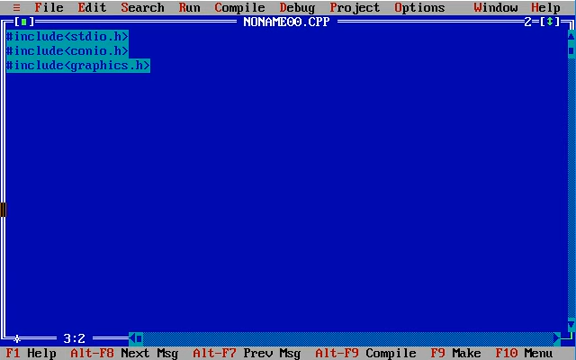 ≡ File Edit Search Run Compile Debug Project Options Window Help
[■] NONAME00.CPP 2=[↕]
#include<stdio.h>
#include<conio.h>
#include<graphics.h>
* 3:2
F1 Help Alt-F8 Next Msg Alt-F7 Prev Msg Alt-F9 Compile F9 Make F10 Menu